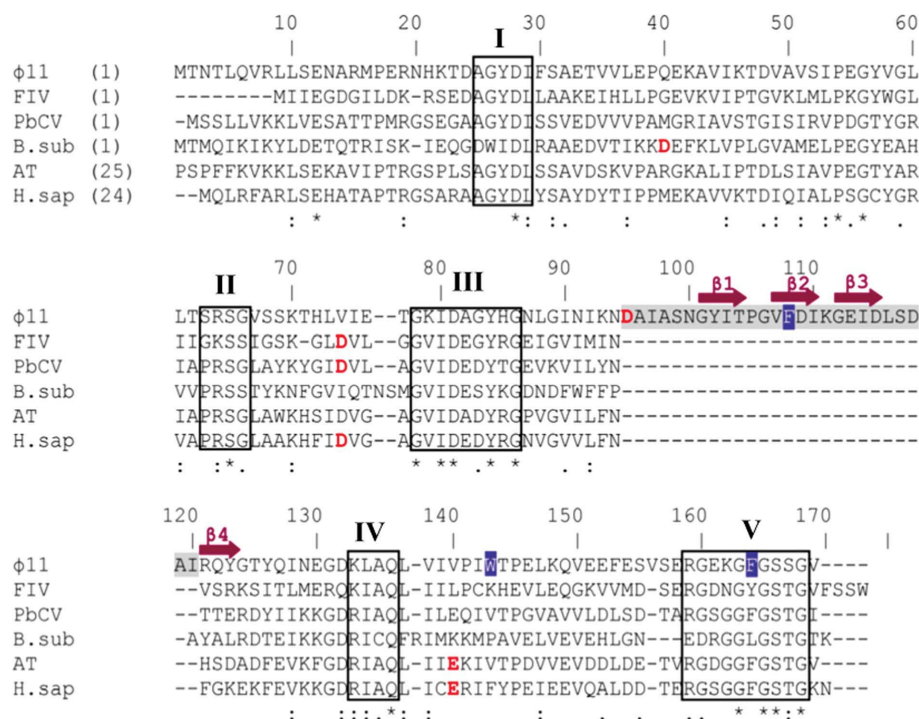 10 20 30 40 50 60
I
φ11 (1) MTNTLQVRLLSENARMPERNHKTDAGYDIFSAETVVLEPQEKAVIKTDVAVSIPEGYVGL
FIV (1) --------MIIEGDGILDK-RSEDAGYDILAAKEIHLLPGEVKVIPTGVKLMLPKGYWGL
PbCV (1) -MSSLLVKKLVESATTPMRGSEGAAGYDISSVEDVVVPAMGRIAVSTGISIRVPDGTYGR
B.sub (1) -MTMQIKIKYLDETQTRISK-IEQGDWIDLRAAEDVTIKKDEFKLVPLGVAMELPEGYEAH
AT (25) PSPFFKVKKLSEKAVIPTRGSPLSAGYDLSSAVDSKVPARGKALIPTDLSIAVPEGTYAR
H.sap (24) --MQLRFARLSEHATAPTRGSARAAGYDLYSAYDYTIPPMEKAVVKTDIQIALPSGCYGR
: * : *: :. : : : : *: * .
70 80 90 100 110
II III β1 β2 β3
φ11 LTSRSGVSSKTHLVIE--TGKIDAGYHGNLGINIKNDAIASNGYITPGVFDIKGEIDLSD
FIV IIGKSSIGSK-GLDVL--GGVIDEGYRGEIGVIMIN------------------------
PbCV VAPRSGLAYKYGIDVL--AGVIDEDYTGEVKVILYN------------------------
B.sub VVPRSSTYKNFGVIQTNSMGVIDESYKGDNDFWFFP------------------------
AT IAPRSGLAWKHSIDVG--AGVIDADYRGPVGVILFN------------------------
H.sap VAPRSGLAAKHFIDVG--AGVIDEDYRGNVGVVLFN------------------------
: :*. : * ** .* * . :
120 130 140 150 160 170
β4 IV V
φ11 AIRQYGTYQINEGDKIAQL-VIVPIWTPELKQVEEFESVSERGEKGFGSSGV----
FIV --VSRKSITLMERQKIAQL-IILPCKHEVLEQGKVVMD-SERGDNGYGSTGVFSSW
PbCV --TTERDYIIKKGDRIAQL-ILEQIVTPGVAVVLDLSD-TARGSGGFGSTGI----
B.sub -AYALRDTEIKKGDRICQFRIMKKMPAVELVEVEHLGN---EDRGGLGSTGTK---
AT --HSDADFEVKFGDRIAQL-IIEKIVTPDVVEVDDLDE-TVRGDGGFGSTGV----
H.sap --FGKEKFEVKKGDRIAQL-ICERIFYPEIEEVQALDD-TERGSGGFGSTGKN---
: :::*: : : . . * **:*